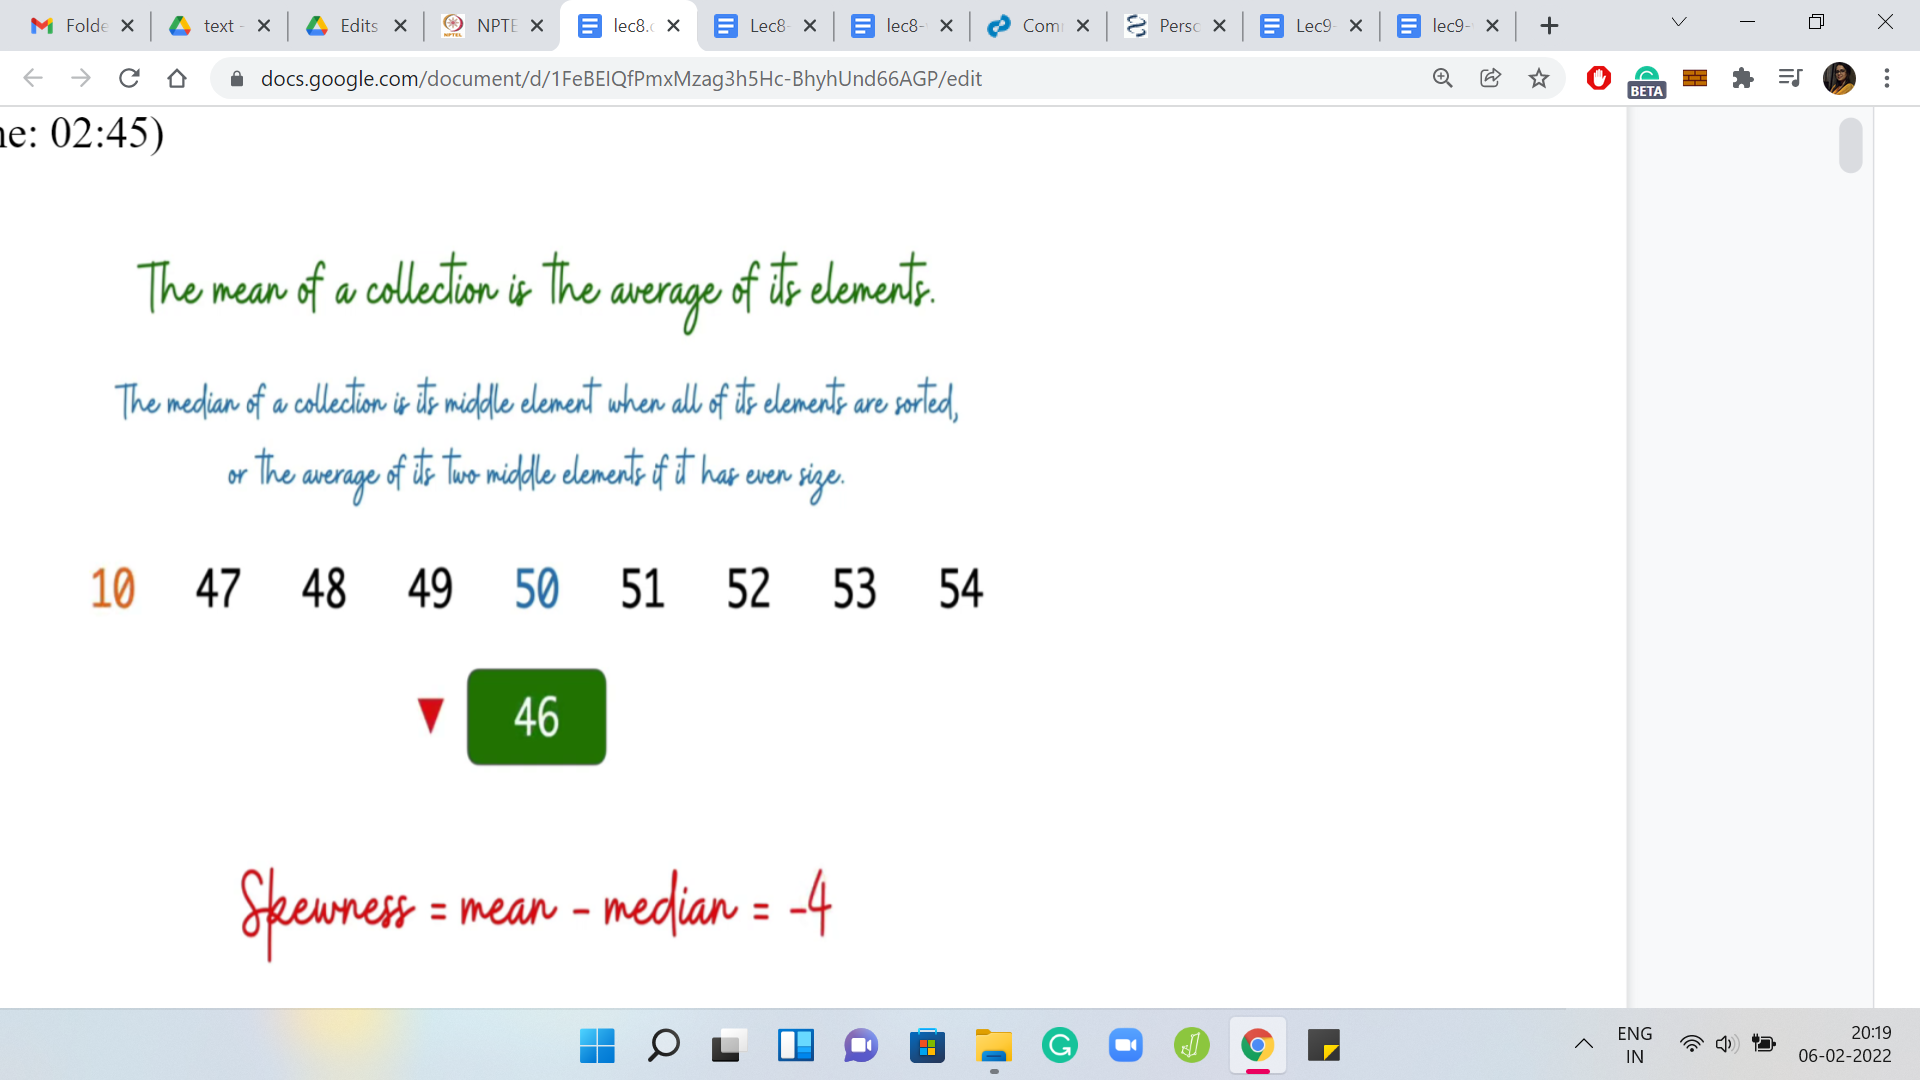 Folde
text -
Edits
NPTE
lec8.c
Lec8-
lec8-
Com
Perso
Lec9-
lec9-
docs.google.com/document/d/1FeBEIQfPmxMzag3h5Hc-BhyhUnd66AGP/edit
BETA
ne: 02:45)
The mean of a collection is the average of its elements.
The median of a collection is its middle element when all of its elements are sorted,
or the average of its two middle elements if it has even size.
10 47 48 49 50 51 52 53 54
46
Skewness = mean - median = -4
ENG
IN
20:19
06-02-2022